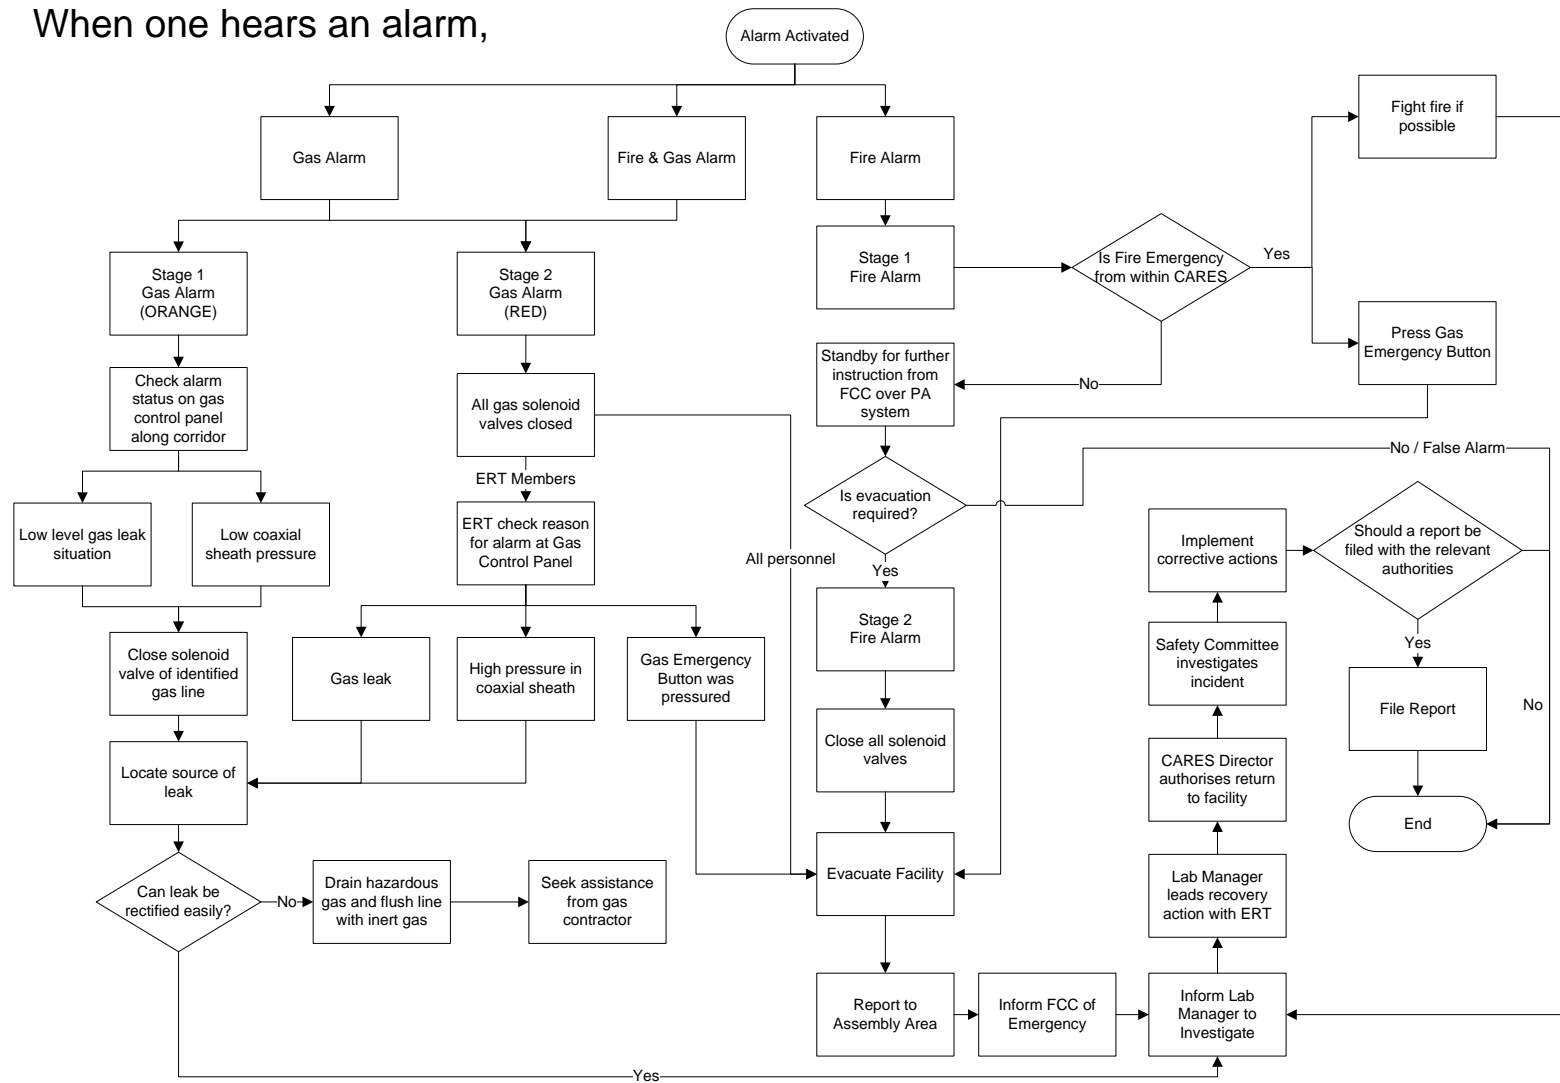 When one hears an alarm,
Alarm Activated
Gas Alarm
Fire & Gas Alarm
Fire Alarm
Fight fire if
possible
Stage 1
Gas Alarm
(ORANGE)
Stage 2
Gas Alarm
(RED)
Stage 1
Fire Alarm
Is Fire Emergency
from within CARES
Yes
Press Gas
Emergency Button
No
Standby for further
instruction from
FCC over PA
system
Check alarm
status on gas
control panel
along corridor
All gas solenoid
valves closed
ERT Members
All personnel
Low level gas leak
situation
Low coaxial
sheath pressure
ERT check reason
for alarm at Gas
Control Panel
Is evacuation
required?
No / False Alarm
Yes
Stage 2
Fire Alarm
Close solenoid
valve of identified
gas line
Gas leak
High pressure in
coaxial sheath
Gas Emergency
Button was
pressured
Close all solenoid
valves
Locate source of
leak
Can leak be
rectified easily?
No
Drain hazardous
gas and flush line
with inert gas
Seek assistance
from gas
contractor
Yes
Evacuate Facility
Report to
Assembly Area
Inform FCC of
Emergency
Inform Lab
Manager to
Investigate
Lab Manager
leads recovery
action with ERT
CARES Director
authorises return
to facility
Safety Committee
investigates
incident
Implement
corrective actions
Should a report be
filed with the relevant
authorities
Yes
No
File Report
End